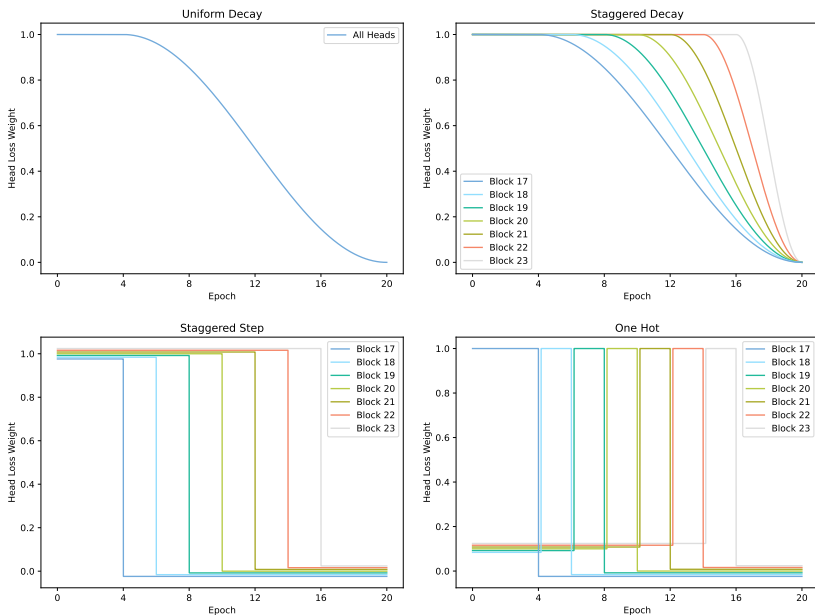 Uniform Decay
Head Loss Weight
1.0
0.8
0.6
0.4
0.2
0.0
0 4 8 12 16 20
Epoch
All Heads
Staggered Decay
Head Loss Weight
1.0
0.8
0.6
0.4
0.2
0.0
0 4 8 12 16 20
Epoch
Block 17
Block 18
Block 19
Block 20
Block 21
Block 22
Block 23
Staggered Step
Head Loss Weight
1.0
0.8
0.6
0.4
0.2
0.0
0 4 8 12 16 20
Epoch
Block 17
Block 18
Block 19
Block 20
Block 21
Block 22
Block 23
One Hot
Head Loss Weight
1.0
0.8
0.6
0.4
0.2
0.0
0 4 8 12 16 20
Epoch
Block 17
Block 18
Block 19
Block 20
Block 21
Block 22
Block 23